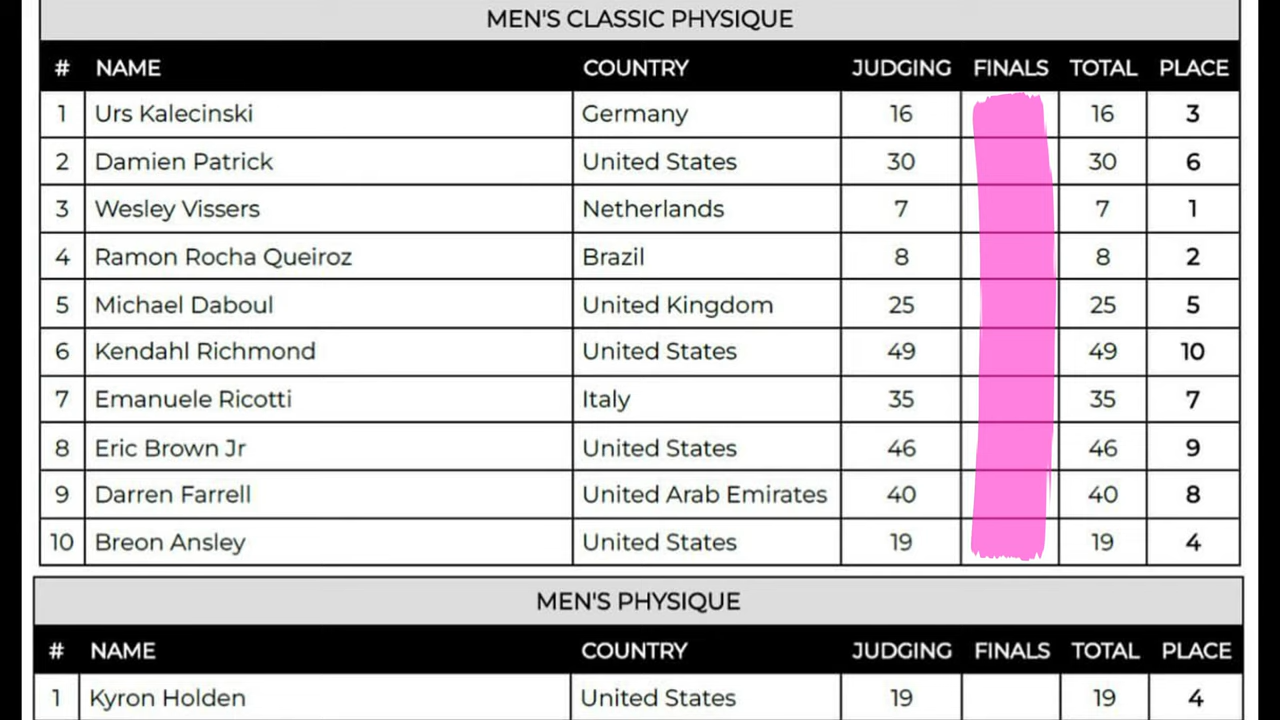 MEN'S CLASSIC PHYSIQUE
# NAME COUNTRY JUDGING FINALS TOTAL PLACE
1 Urs Kalecinski Germany 16 16 3
2 Damien Patrick United States 30 30 6
3 Wesley Vissers Netherlands 7 7 1
4 Ramon Rocha Queiroz Brazil 8 8 2
5 Michael Daboul United Kingdom 25 25 5
6 Kendahl Richmond United States 49 49 10
7 Emanuele Ricotti Italy 35 35 7
8 Eric Brown Jr United States 46 46 9
9 Darren Farrell United Arab Emirates 40 40 8
10 Breon Ansley United States 19 19 4
MEN'S PHYSIQUE
# NAME COUNTRY JUDGING FINALS TOTAL PLACE
1 Kyron Holden United States 19 19 4